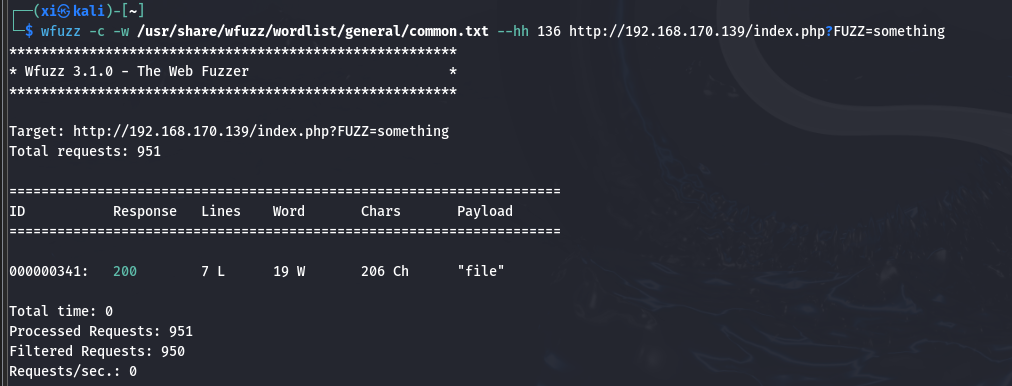 ┌──(xi㉿kali)-[~]
└─$ wfuzz -c -w /usr/share/wfuzz/wordlist/general/common.txt --hh 136 http://192.168.170.139/index.php?FUZZ=something
********************************************************
* Wfuzz 3.1.0 - The Web Fuzzer                         *
********************************************************

Target: http://192.168.170.139/index.php?FUZZ=something
Total requests: 951

=====================================================================
ID           Response   Lines    Word       Chars       Payload
=====================================================================

000000341:   200        7 L      19 W       206 Ch      "file"

Total time: 0
Processed Requests: 951
Filtered Requests: 950
Requests/sec.: 0